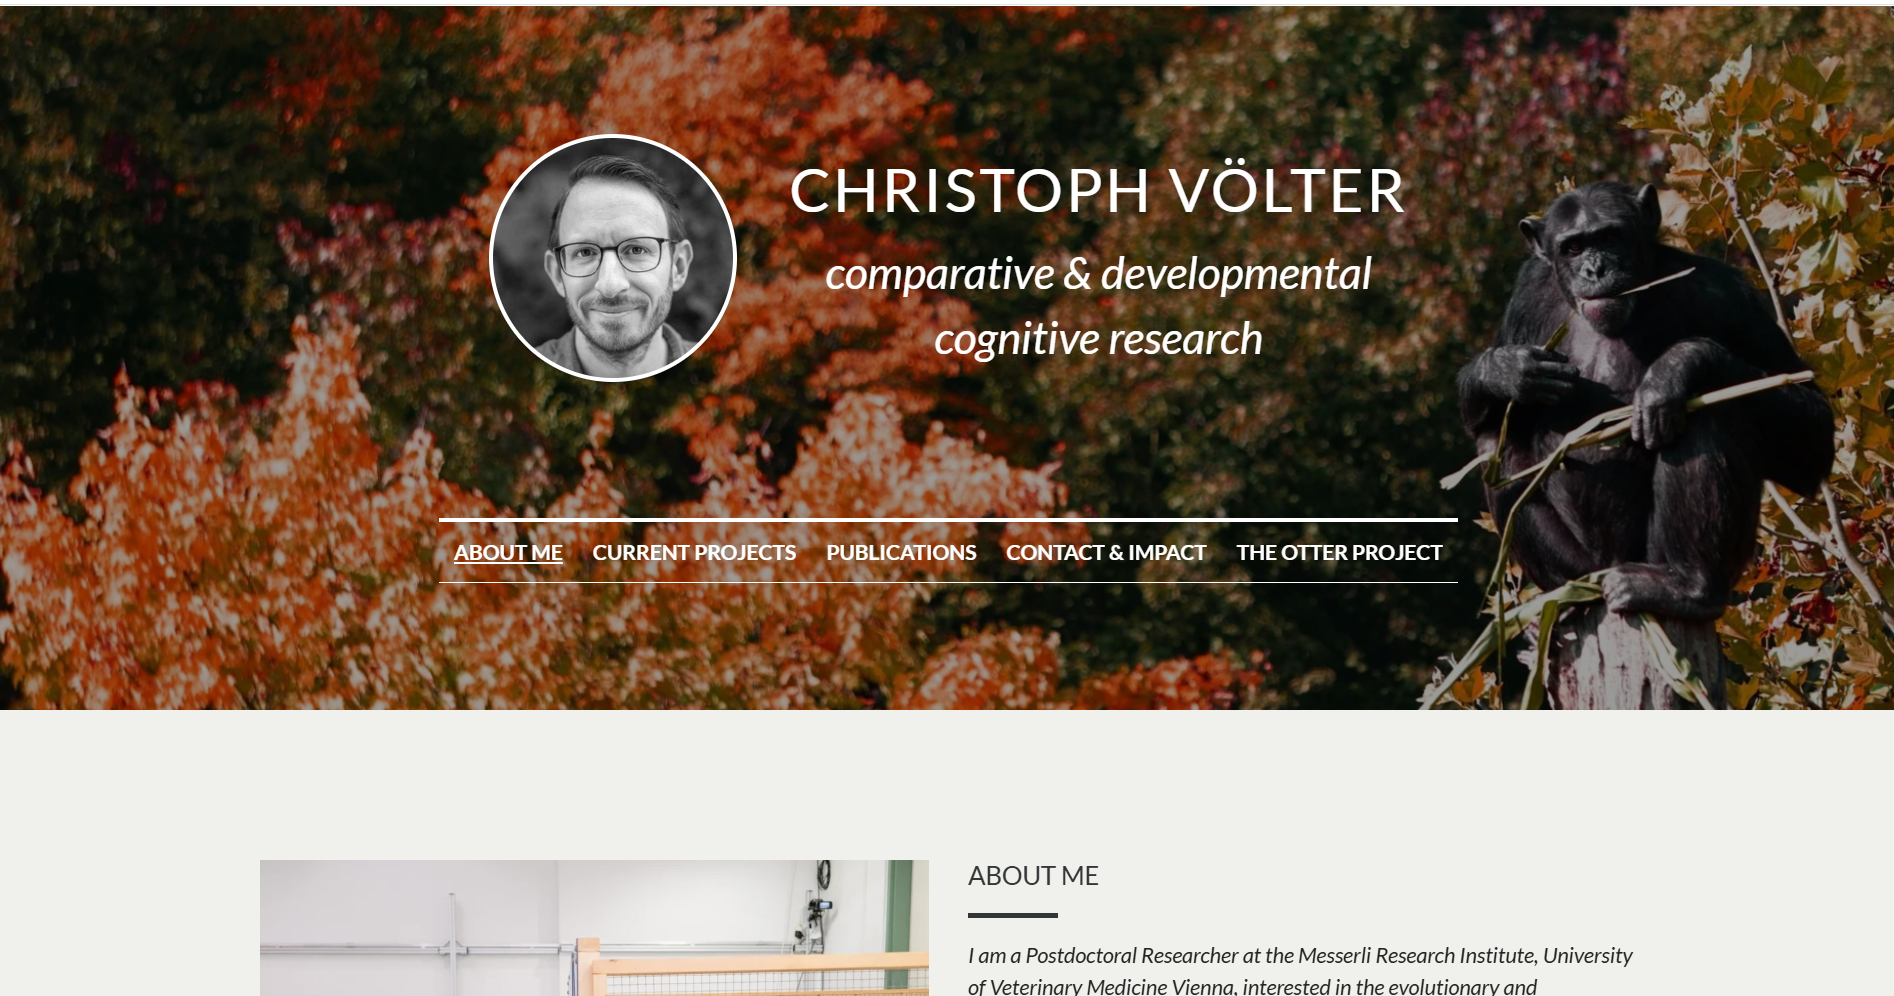 CHRISTOPH VÖLTER
comparative & developmental
cognitive research
ABOUT ME CURRENT PROJECTS PUBLICATIONS CONTACT & IMPACT THE OTTER PROJECT
ABOUT ME
I am a Postdoctoral Researcher at the Messerli Research Institute, University
of Veterinary Medicine Vienna, interested in the evolutionary and